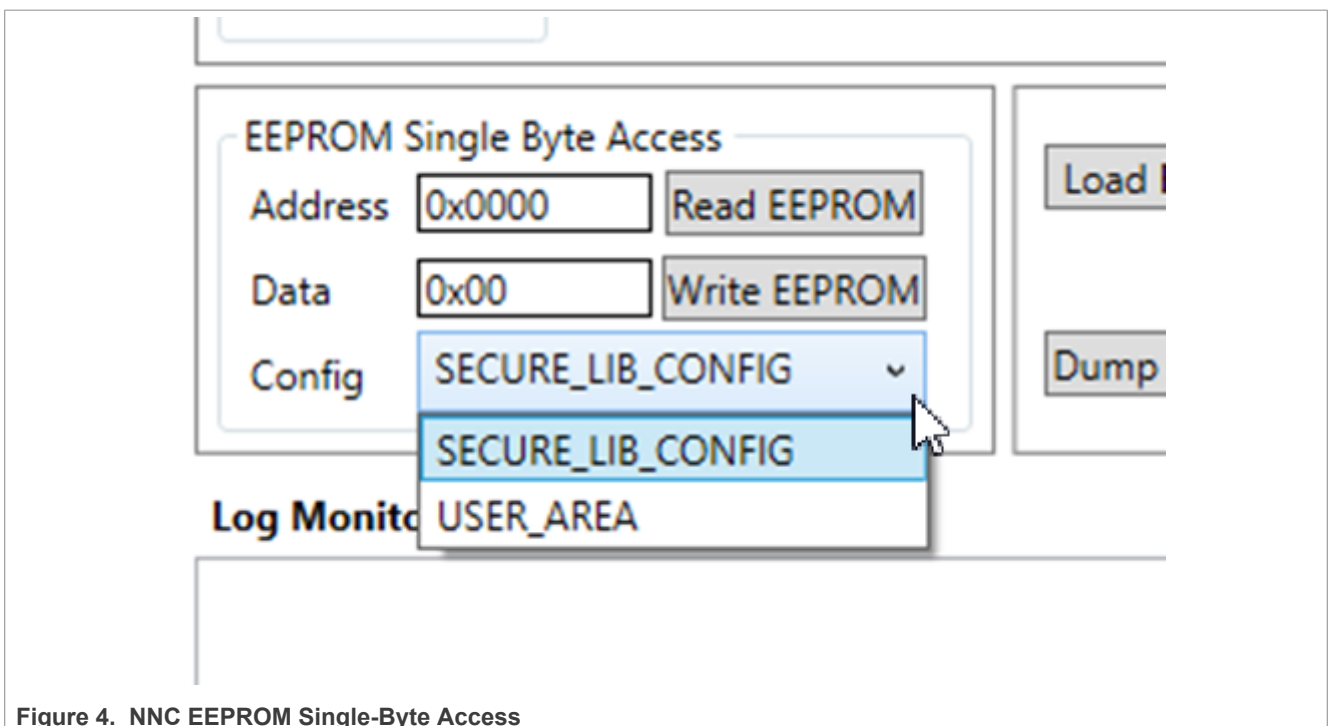 EEPROM Single Byte Access
Address 0x0000 Read EEPROM
Load
Data 0x00 Write EEPROM
Config SECURE_LIB_CONFIG
Dump
SECURE_LIB_CONFIG
USER_AREA
Log
Figure 4. NNC EEPROM Single-Byte Access